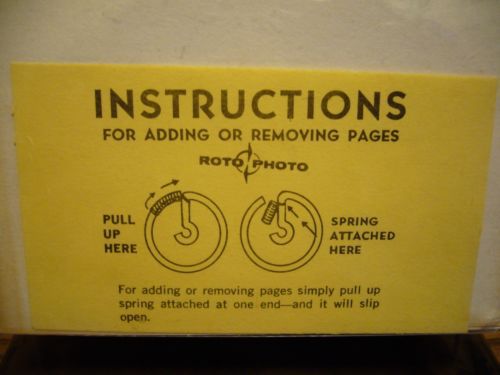 INSTRUCTIONS
FOR ADDING OR REMOVING PAGES
ROTO PHOTO
PULL
UP
HERE
SPRING
ATTACHED
HERE
For adding or removing pages simply pull up
spring attached at one end—and it will slip
open.